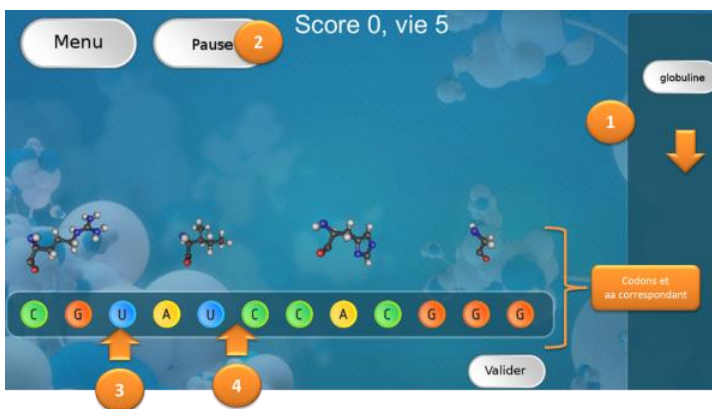 Score 0, vie 5
Menu
Pause
2
globuline
1
Codons et
aa correspondant
C G U A U C C A C G G G
Valider
3
4